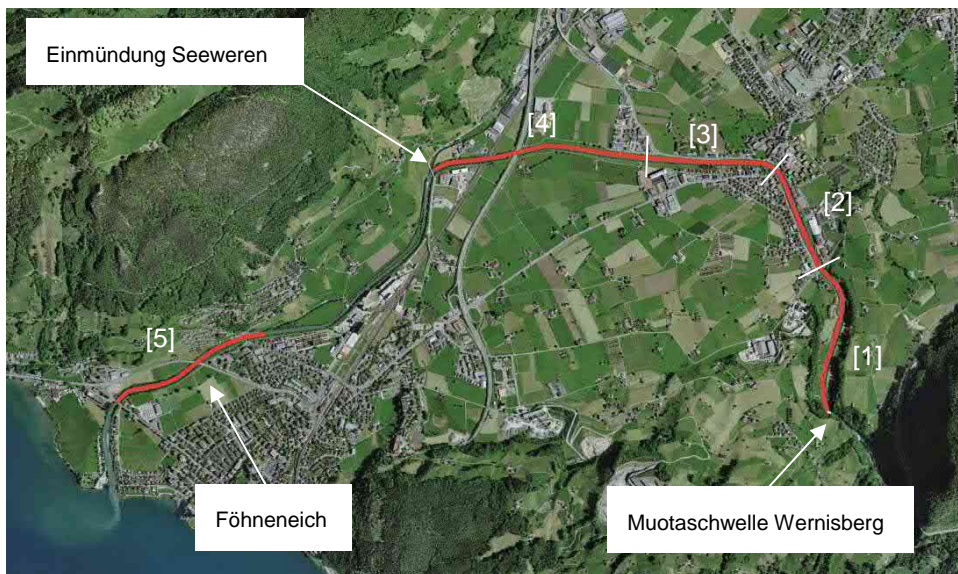 Einmündung Seeweren
[4]
[3]
[2]
[5]
[1]
Föhneneich
Muotaschwelle Wernisberg